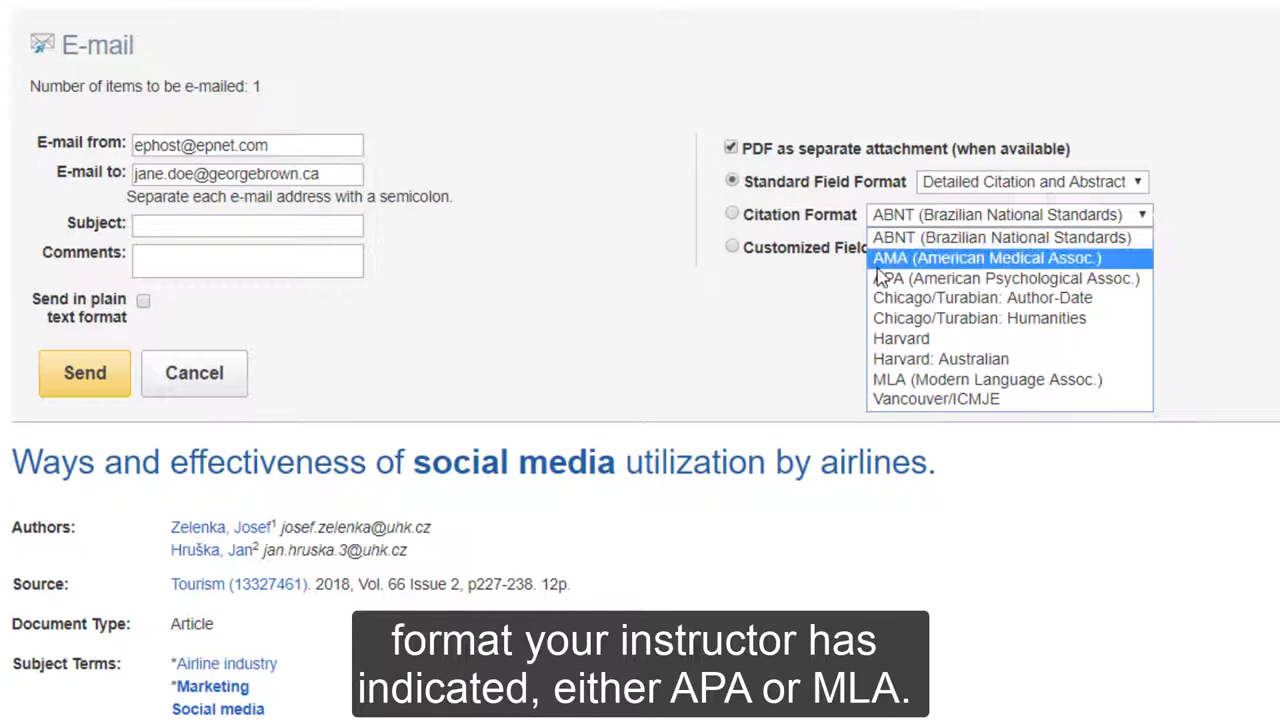 E-mail
Number of items to be e-mailed: 1
E-mail from: ephost@epnet.com
E-mail to: jane.doe@georgebrown.ca
Separate each e-mail address with a semicolon.
Subject:
Comments:
Send in plain
text format
Send Cancel
PDF as separate attachment (when available)
Standard Field Format Detailed Citation and Abstract
Citation Format ABNT (Brazilian National Standards)
Customized Field
ABNT (Brazilian National Standards)
AMA (American Medical Assoc.)
APA (American Psychological Assoc.)
Chicago/Turabian: Author-Date
Chicago/Turabian: Humanities
Harvard
Harvard: Australian
MLA (Modern Language Assoc.)
Vancouver/ICMJE
Ways and effectiveness of social media utilization by airlines.
Authors: Zelenka, Josef1 josef.zelenka@uhk.cz
Hruška, Jan2 jan.hruska.3@uhk.cz
Source: Tourism (13327461). 2018, Vol. 66 Issue 2, p227-238. 12p.
Document Type: Article
Subject Terms: *Airline industry
*Marketing
Social media
format your instructor has
indicated, either APA or MLA.